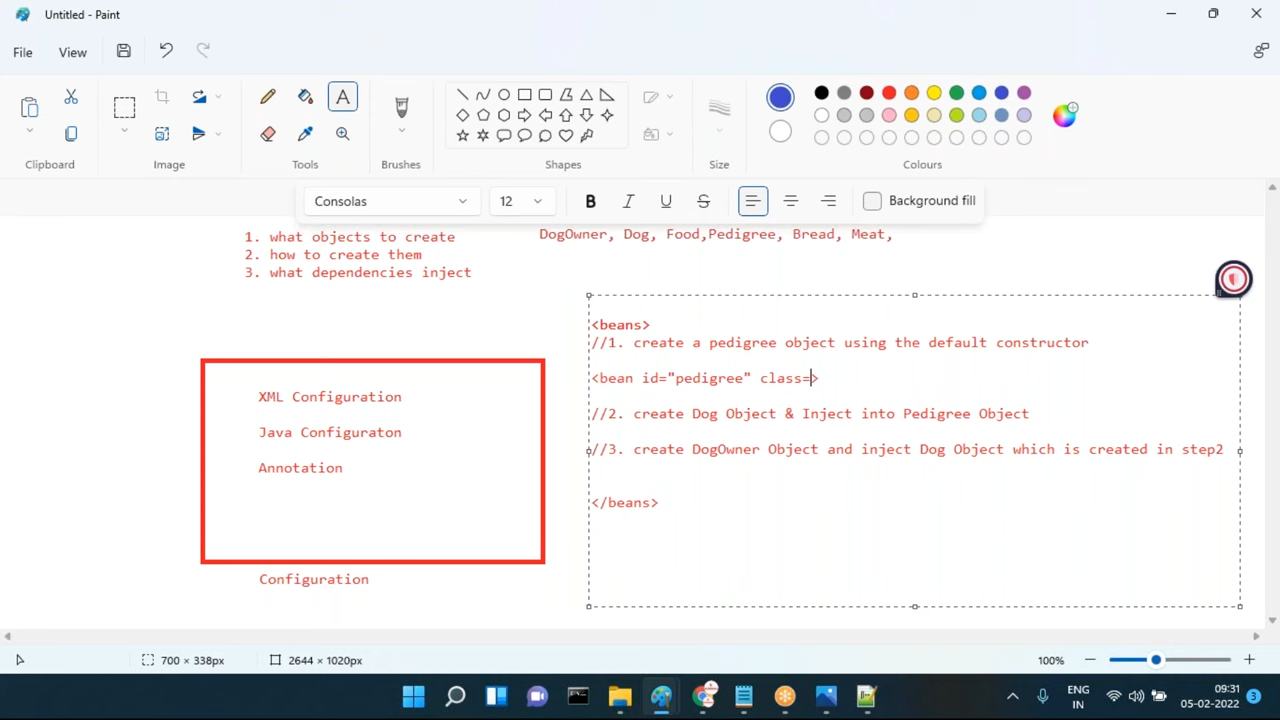 Untitled - Paint
File
View
Clipboard
Image
Tools
Brushes
Shapes
Size
Colours
Consolas
12
B
I
U
S
Background fill
1. what objects to create
2. how to create them
3. what dependencies inject
DogOwner, Dog, Food,Pedigree, Bread, Meat,
XML Configuration
Java Configuraton
Annotation
Configuration
<beans>
//1. create a pedigree object using the default constructor
<bean id="pedigree" class=>
//2. create Dog Object & Inject into Pedigree Object
//3. create DogOwner Object and inject Dog Object which is created in step2
</beans>
700 × 338px
2644 × 1020px
100%
ENG
IN
09:31
05-02-2022
3